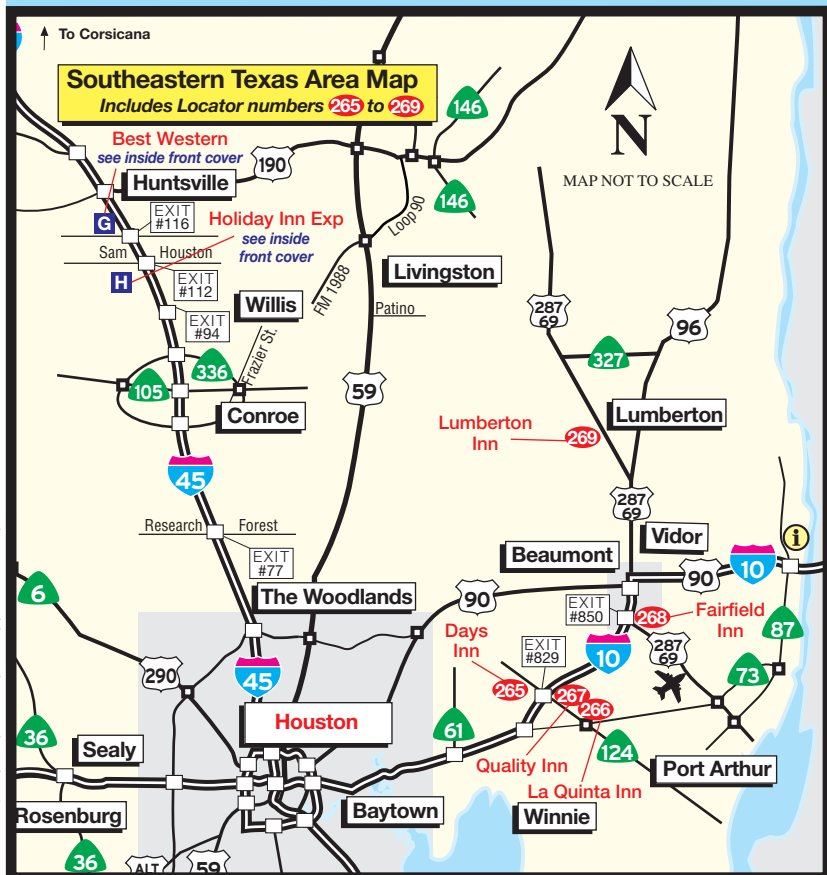 To Corsicana
Southeastern Texas Area Map
Includes Locator numbers 265 to 269
146
N
MAP NOT TO SCALE
Best Western
see inside front cover
190
Huntsville
146
Loop 90
G
EXIT
#116
Holiday Inn Exp
see inside
front cover
Sam Houston
H
EXIT
#112
Livingston
FM 1988
Patino
Willis
EXIT
#94
287
69
96
336
Frazier St.
327
105
59
Conroe
Lumberton
Lumberton
Inn
269
45
287
69
Research Forest
Vidor
i
EXIT
#77
Beaumont
10
90
6
The Woodlands
90
EXIT
#850
268
Fairfield
Inn
87
Days
Inn
EXIT
#829
10
287
69
73
290
45
265
267
266
36
Houston
61
124
Sealy
Quality Inn
Port Arthur
La Quinta Inn
Rosenburg
Baytown
Winnie
36
ALT
59